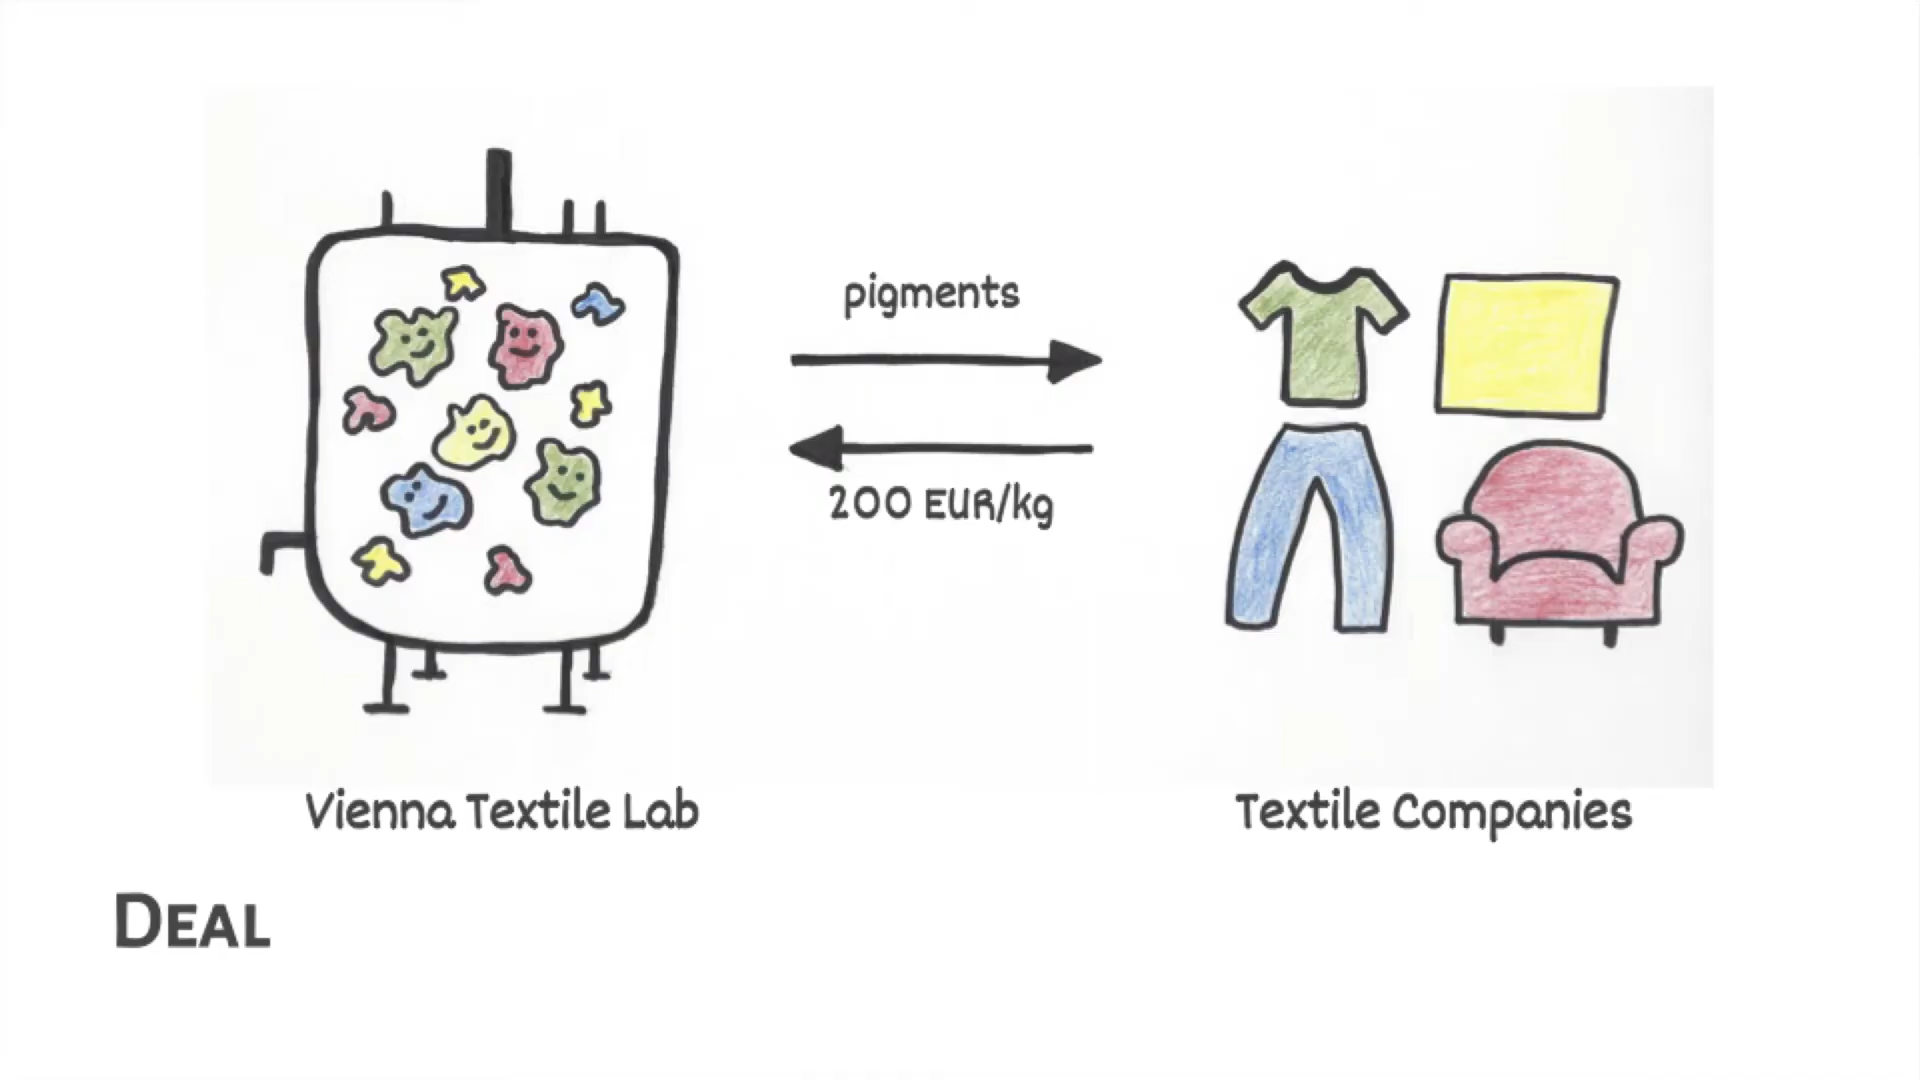 pigments
200 EUR/kg
Vienna Textile Lab
Textile Companies
DEAL